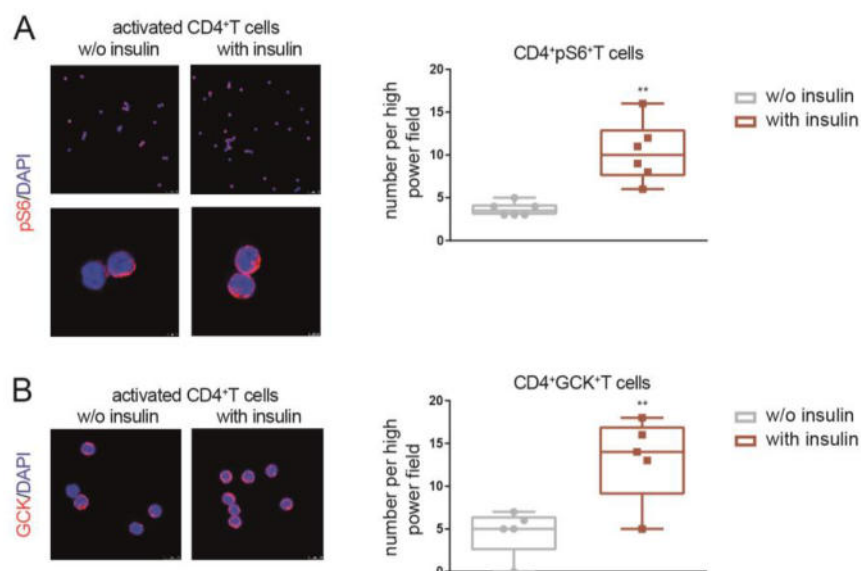 A
activated CD4⁺T cells
w/o insulin
with insulin
pS6/DAPI
CD4⁺pS6⁺T cells
number per high
power field
20
15
10
5
0
**
w/o insulin
with insulin
B
activated CD4⁺T cells
w/o insulin
with insulin
GCK/DAPI
CD4⁺GCK⁺T cells
number per high
power field
20
15
10
5
0
**
w/o insulin
with insulin